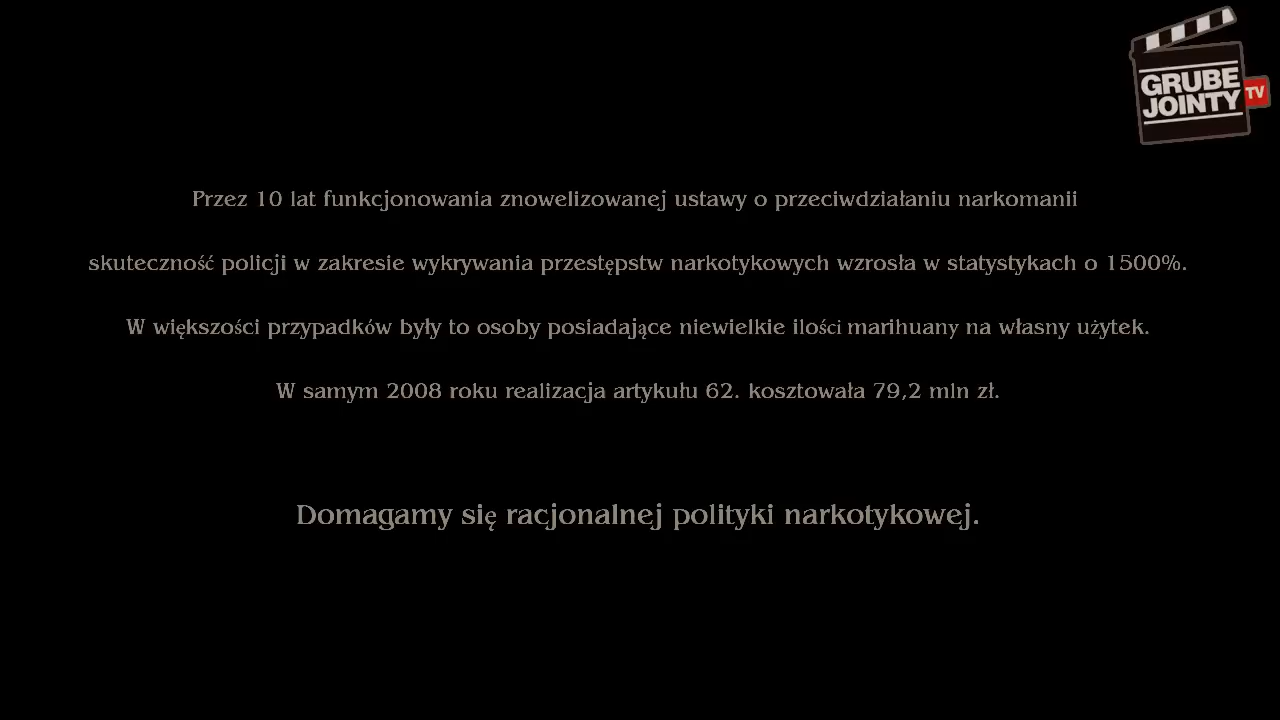 GRUBE
JOINTY
TV
Przez 10 lat funkcjonowania znowelizowanej ustawy o przeciwdziałaniu narkomanii
skuteczność policji w zakresie wykrywania przestępstw narkotykowych wzrosła w statystykach o 1500%.
W większości przypadków były to osoby posiadające niewielkie ilości marihuany na własny użytek.
W samym 2008 roku realizacja artykułu 62. kosztowała 79,2 mln zł.
Domagamy się racjonalnej polityki narkotykowej.